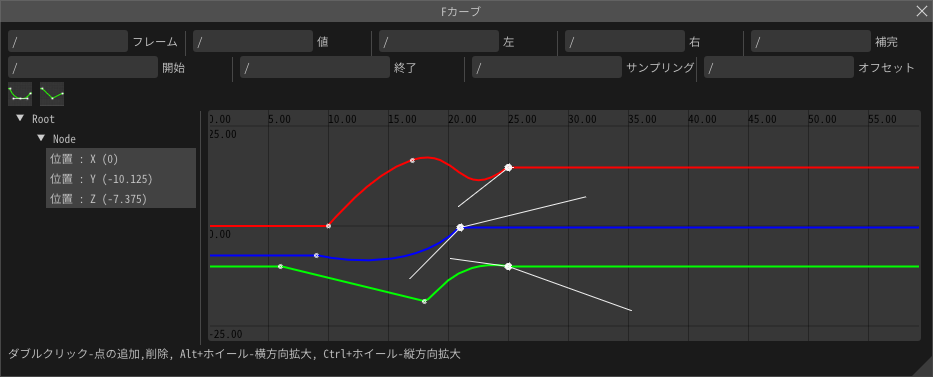 Fカーブ
/ フレーム / 値 / 左 / 右 / 補完
/ 開始 / 終了 / サンプリング / オフセット
Root
Node
位置 : X (0)
位置 : Y (-10.125)
位置 : Z (-7.375)
0.00 5.00 10.00 15.00 20.00 25.00 30.00 35.00 40.00 45.00 50.00 55.00
25.00
0.00
-25.00
ダブルクリック-点の追加,削除, Alt+ホイール-横方向拡大, Ctrl+ホイール-縦方向拡大